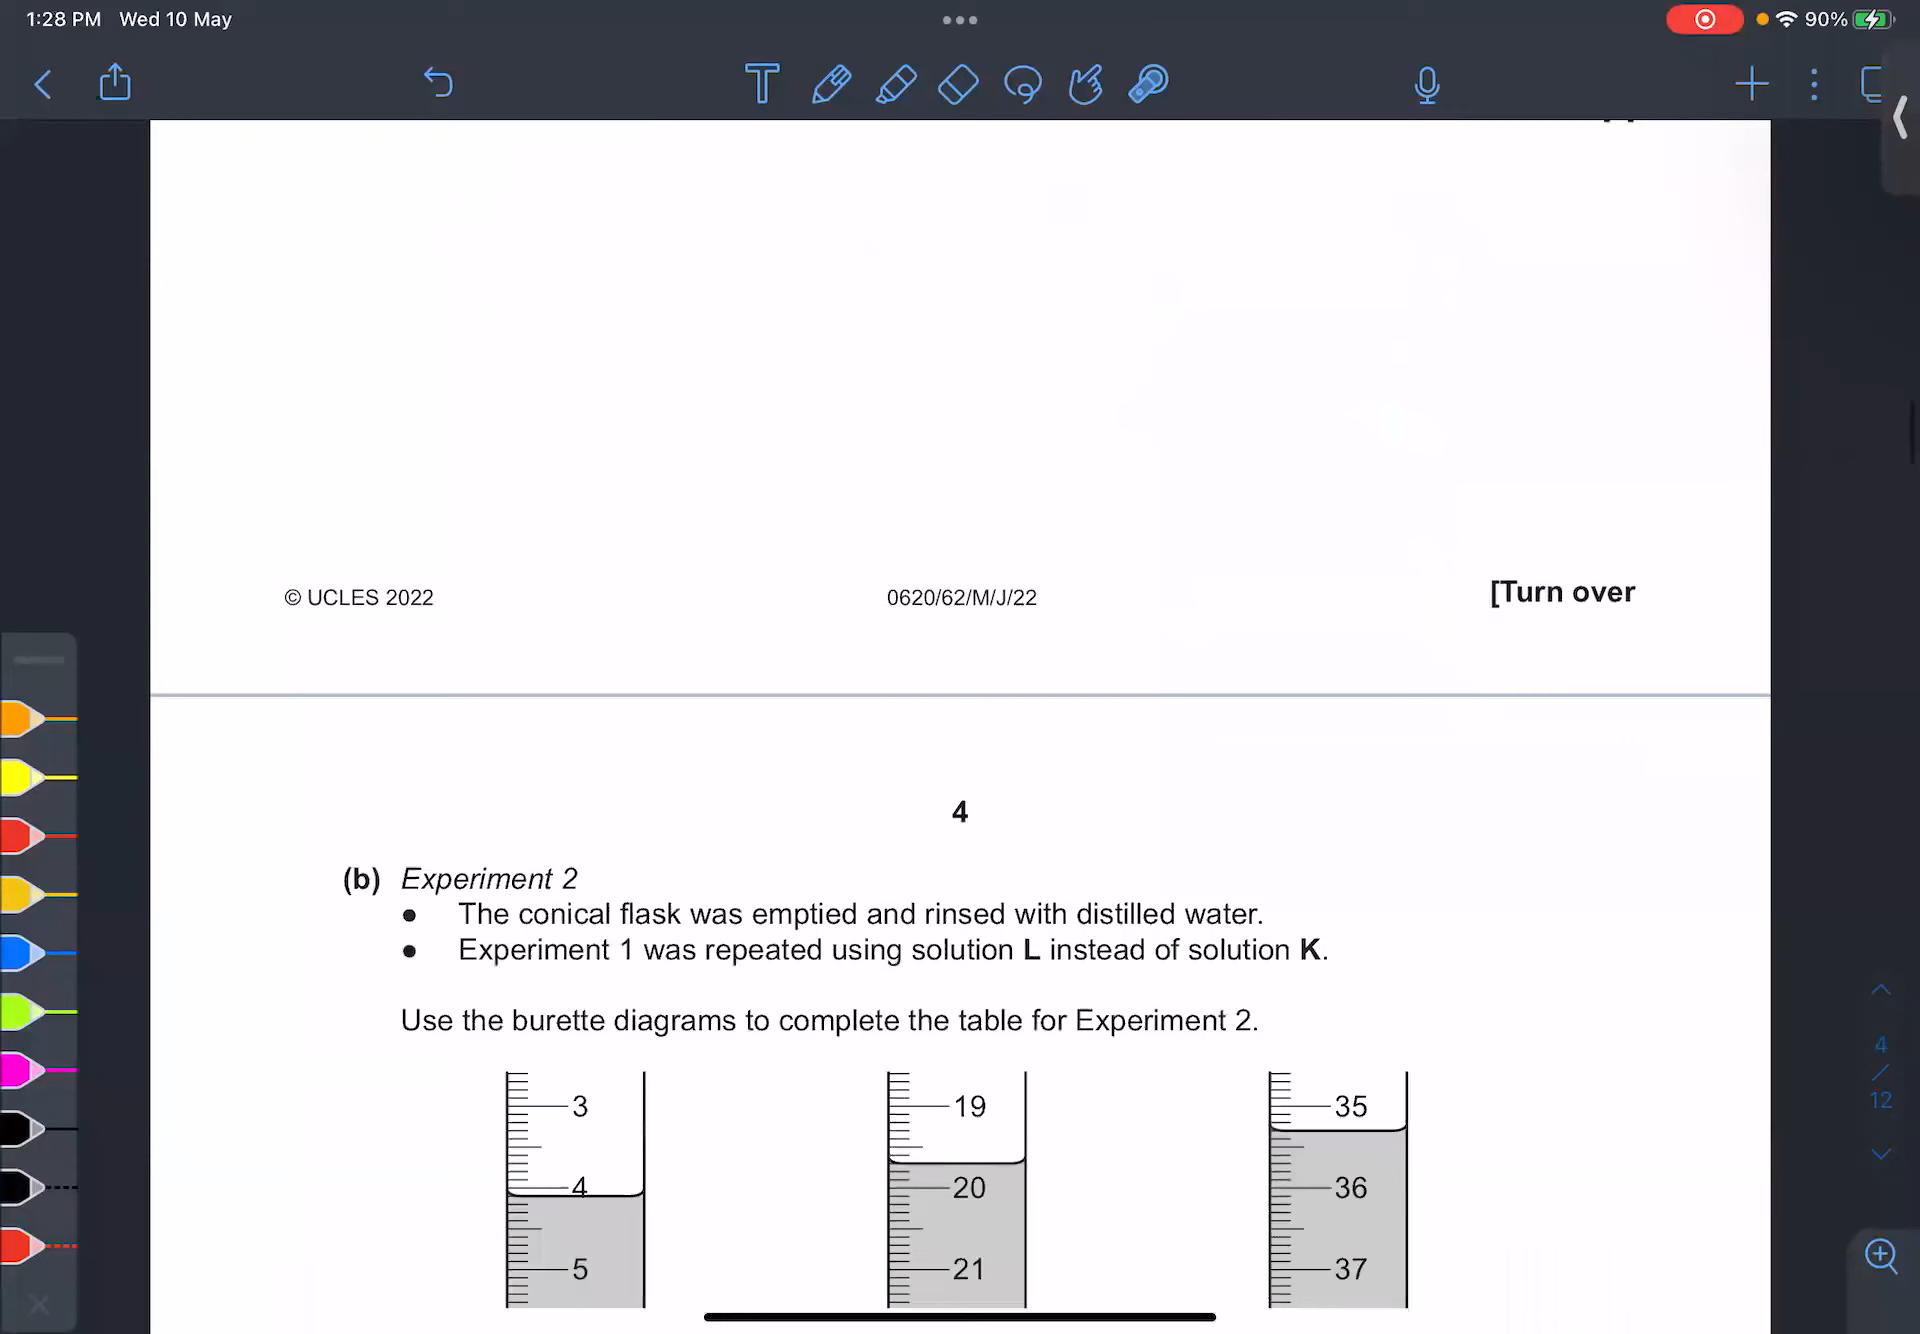 1:28 PM Wed 10 May
90%
© UCLES 2022
0620/62/M/J/22
[Turn over
4
(b) Experiment 2
● The conical flask was emptied and rinsed with distilled water.
● Experiment 1 was repeated using solution L instead of solution K.
Use the burette diagrams to complete the table for Experiment 2.
3
4
5
19
20
21
35
36
37
4
/
12